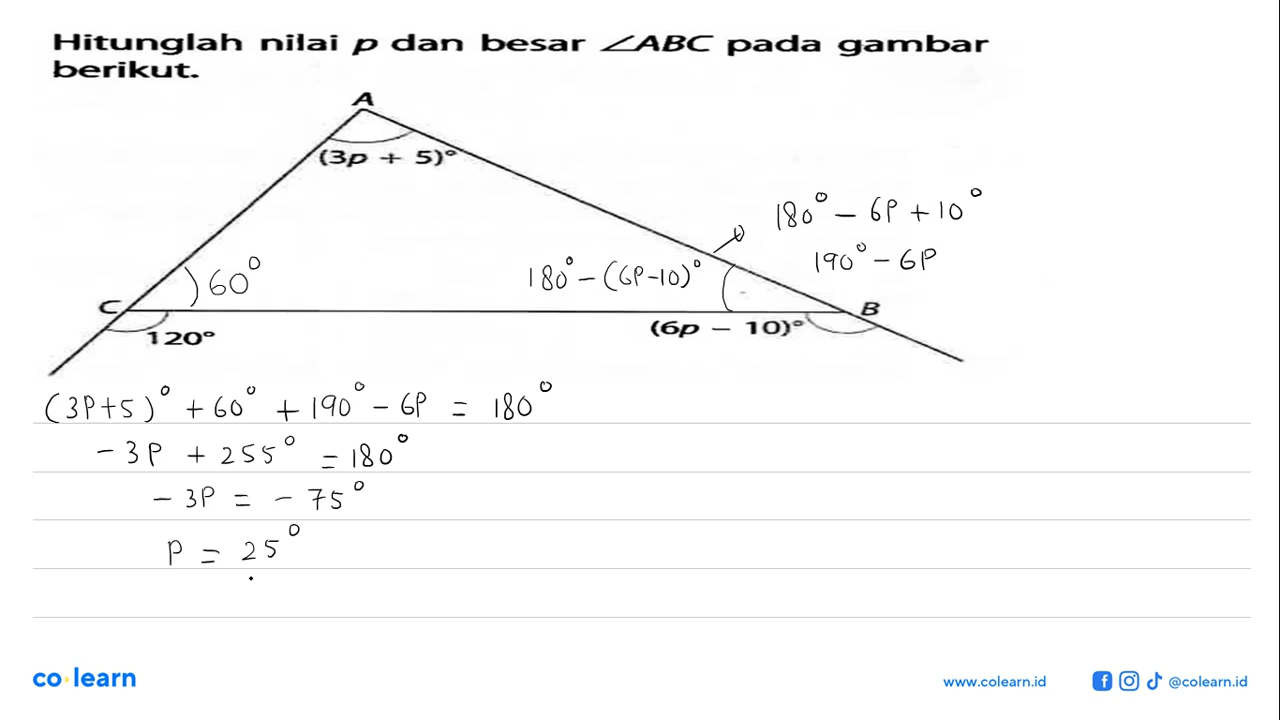 Hitunglah nilai p dan besar ∠ABC pada gambar
berikut.
A
(3p + 5)°
180° - 6P + 10°
190° - 6P
60°
180° - (6P-10)°
C
B
120°
(6p − 10)°
(3P+5)° + 60° + 190° - 6P = 180°
- 3P + 255° = 180°
- 3P = - 75°
P = 25°
co·learn
www.colearn.id
@colearn.id